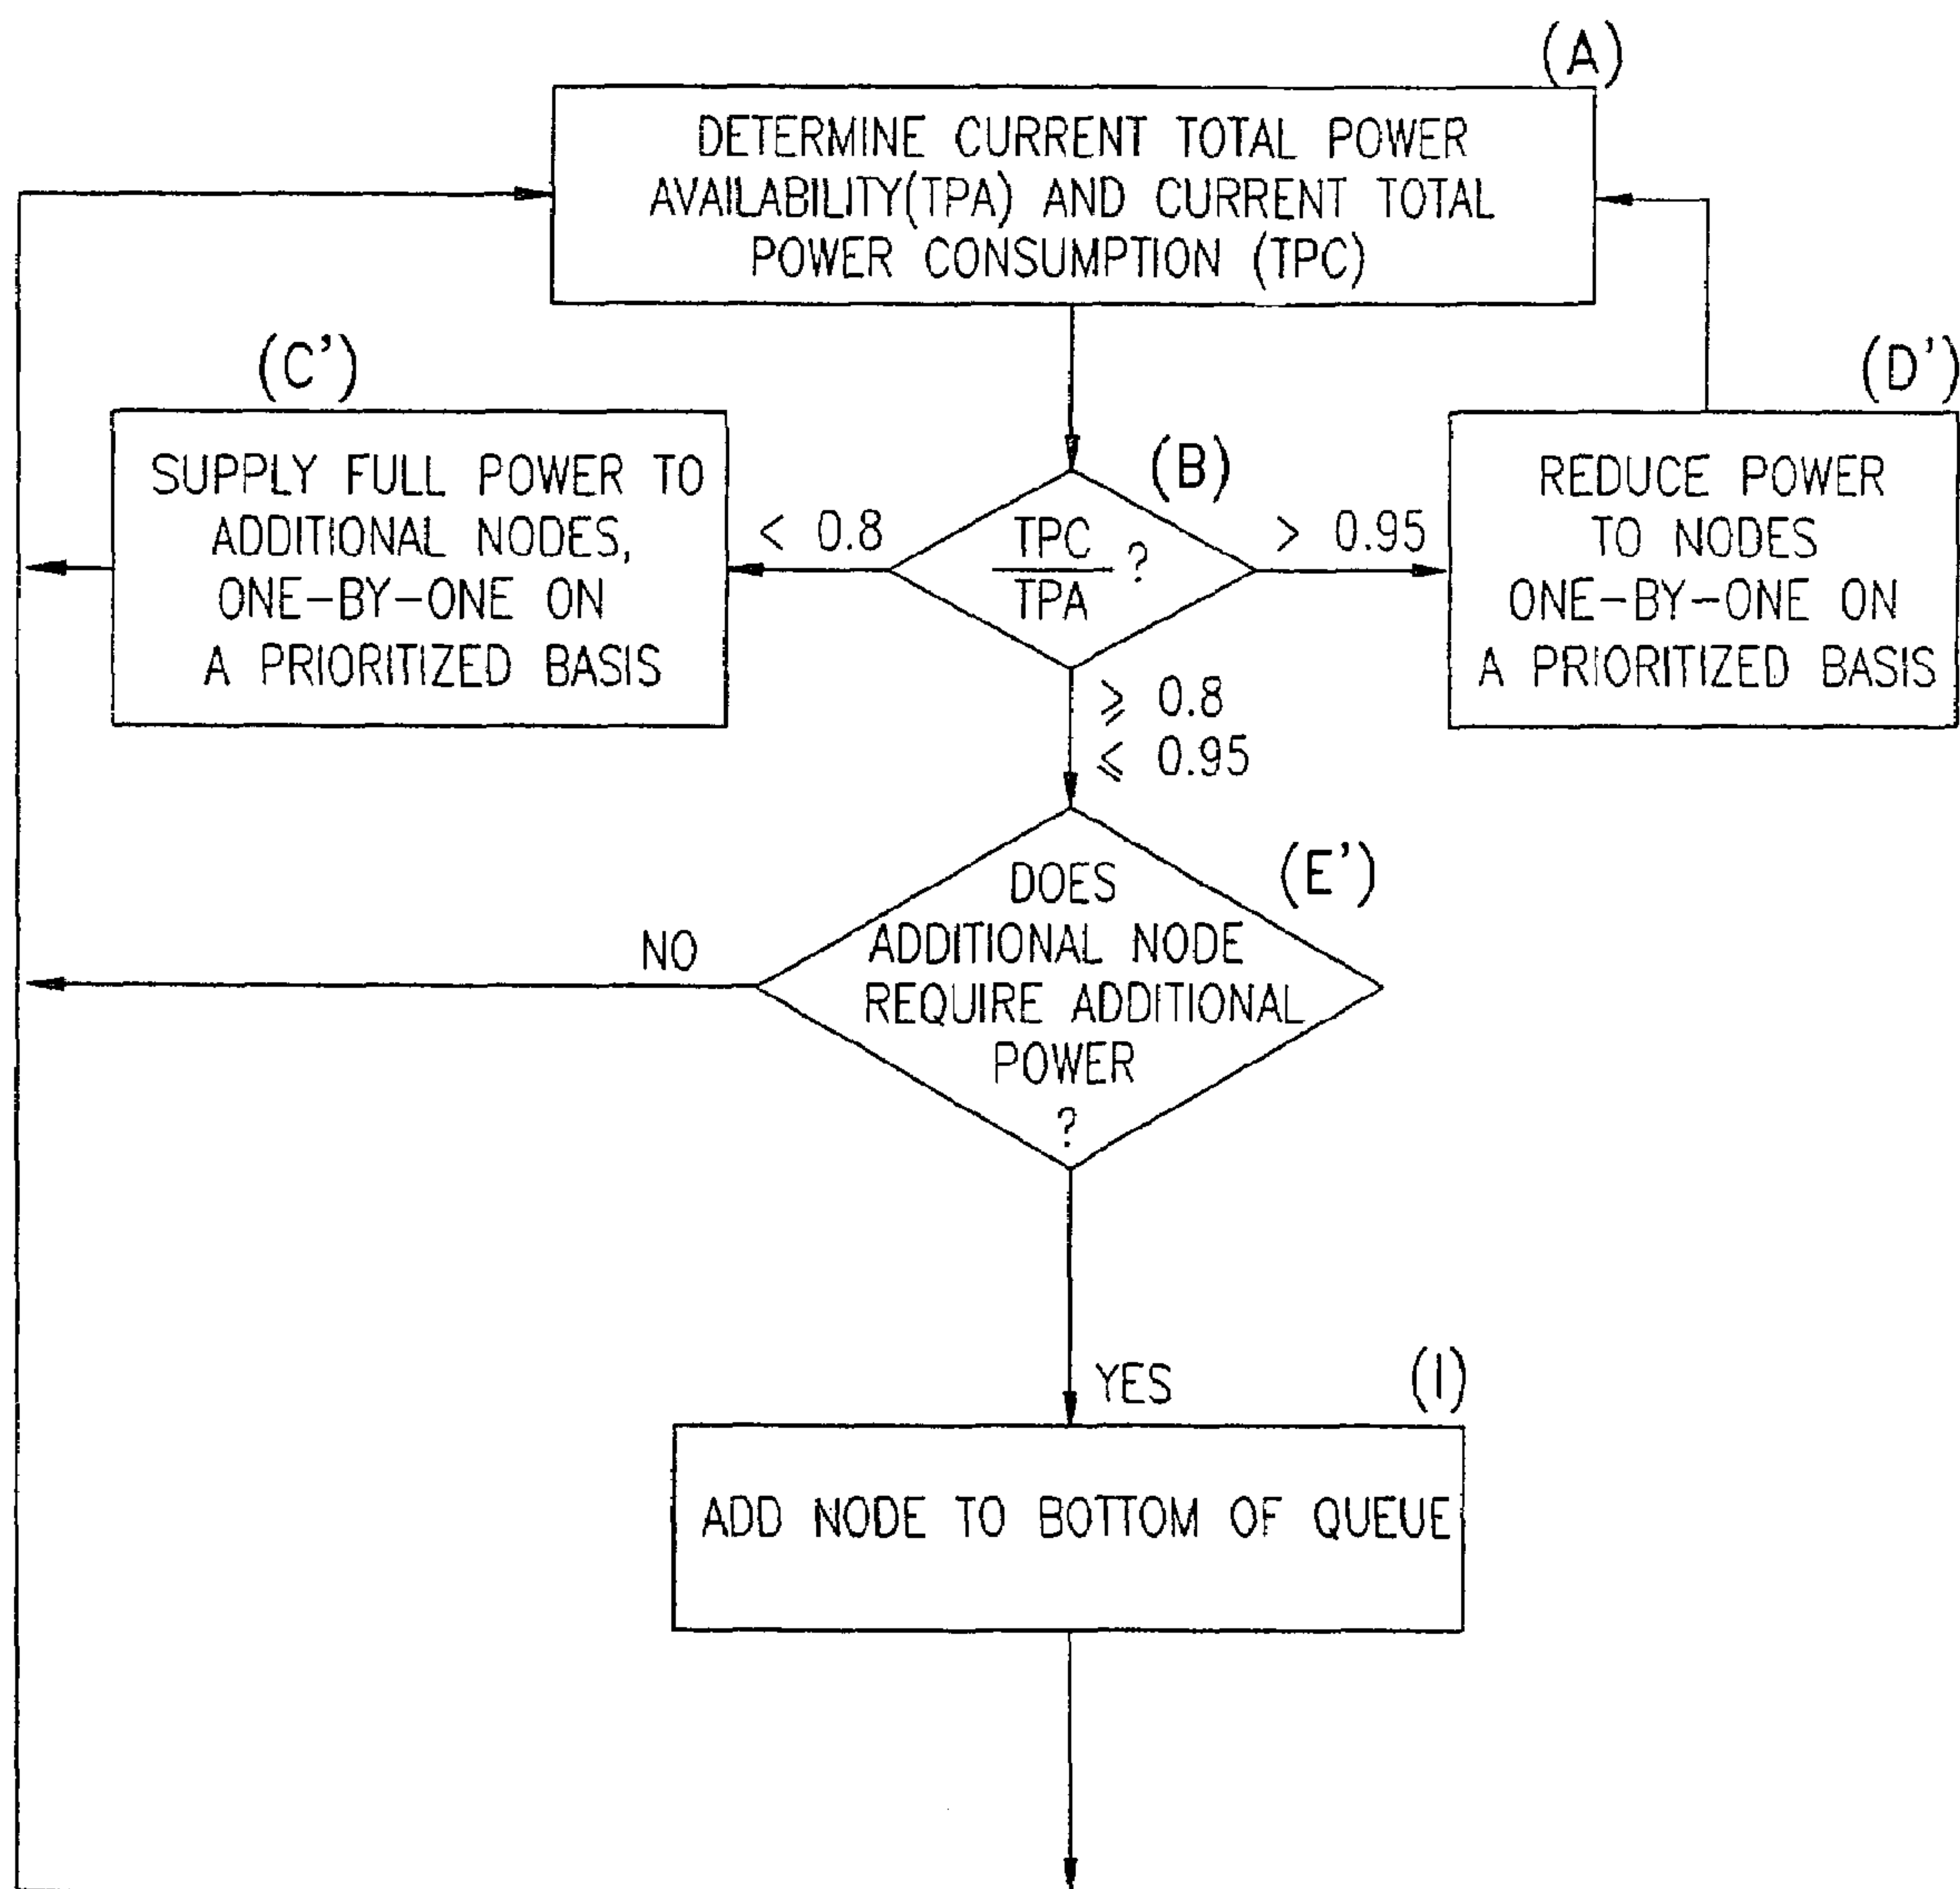 (A)
DETERMINE CURRENT TOTAL POWER
AVAILABILITY(TPA) AND CURRENT TOTAL
POWER CONSUMPTION (TPC)
(C')
SUPPLY FULL POWER TO
ADDITIONAL NODES,
ONE-BY-ONE ON
A PRIORITIZED BASIS
< 0.8
(B)
TPC
TPA
?
> 0.95
(D')
REDUCE POWER
TO NODES
ONE-BY-ONE ON
A PRIORITIZED BASIS
⩾ 0.8
⩽ 0.95
(E')
DOES
ADDITIONAL NODE
REQUIRE ADDITIONAL
POWER
?
NO
YES
(I)
ADD NODE TO BOTTOM OF QUEUE